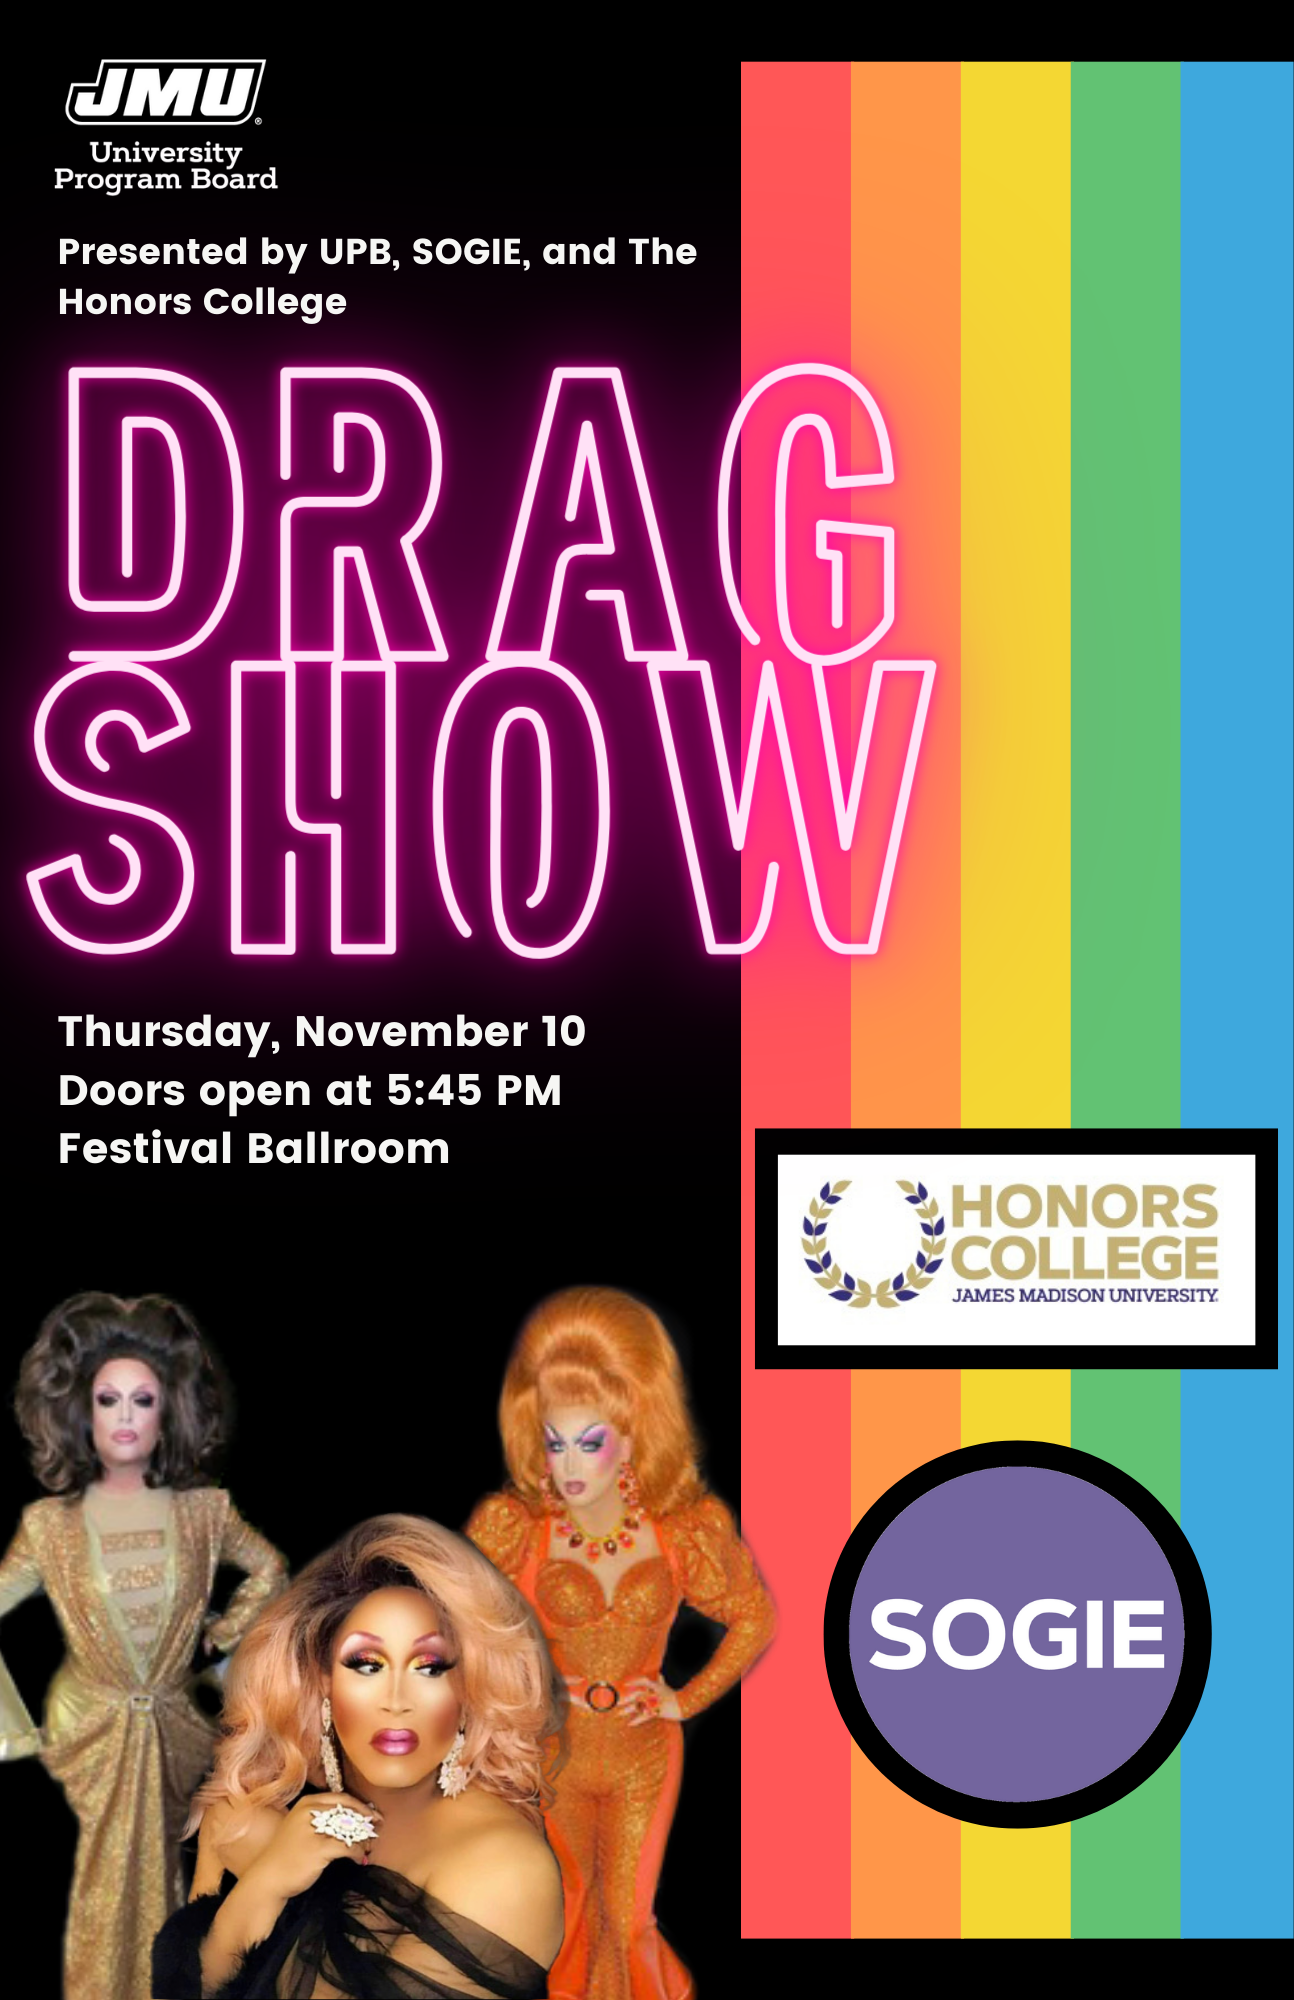 JMU
University
Program Board
Presented by UPB, SOGIE, and The
Honors College
DRAG
SHOW
Thursday, November 10
Doors open at 5:45 PM
Festival Ballroom
HONORS
COLLEGE
JAMES MADISON UNIVERSITY
SOGIE